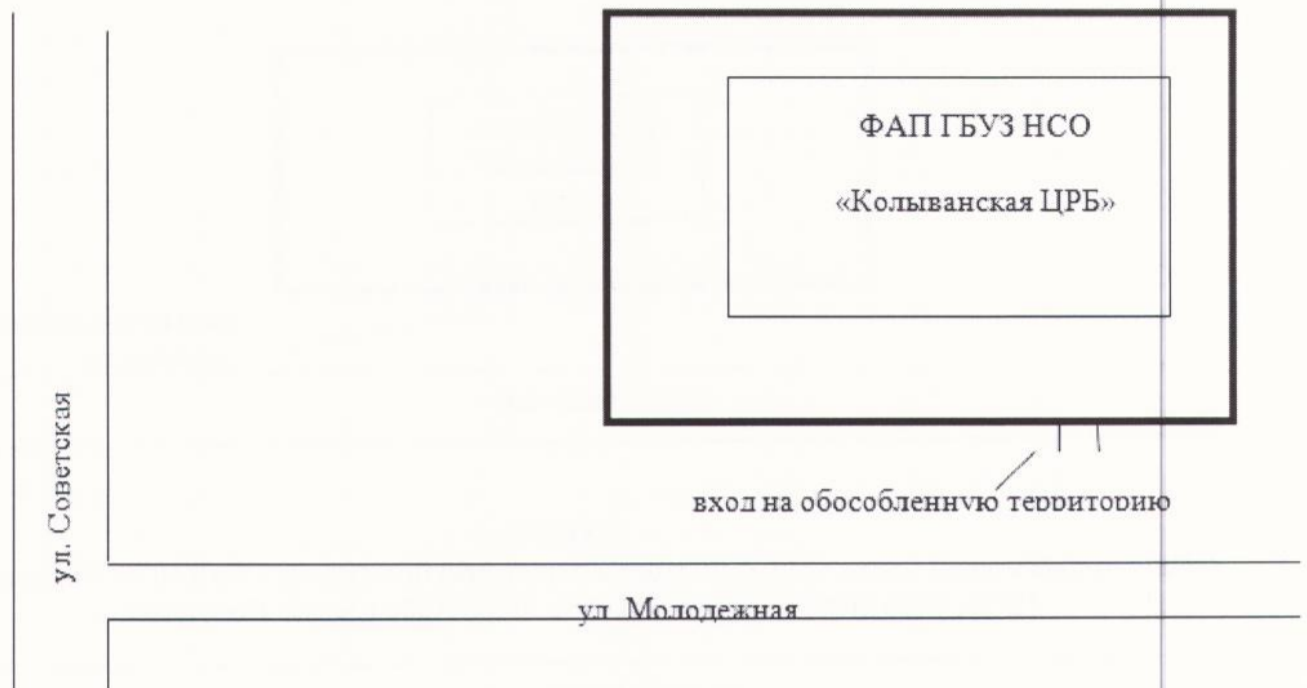 ФАП ГБУЗ НСО
«Колыванская ЦРБ»
ул. Советская
вход на обособленную территорию
ул. Молодежная